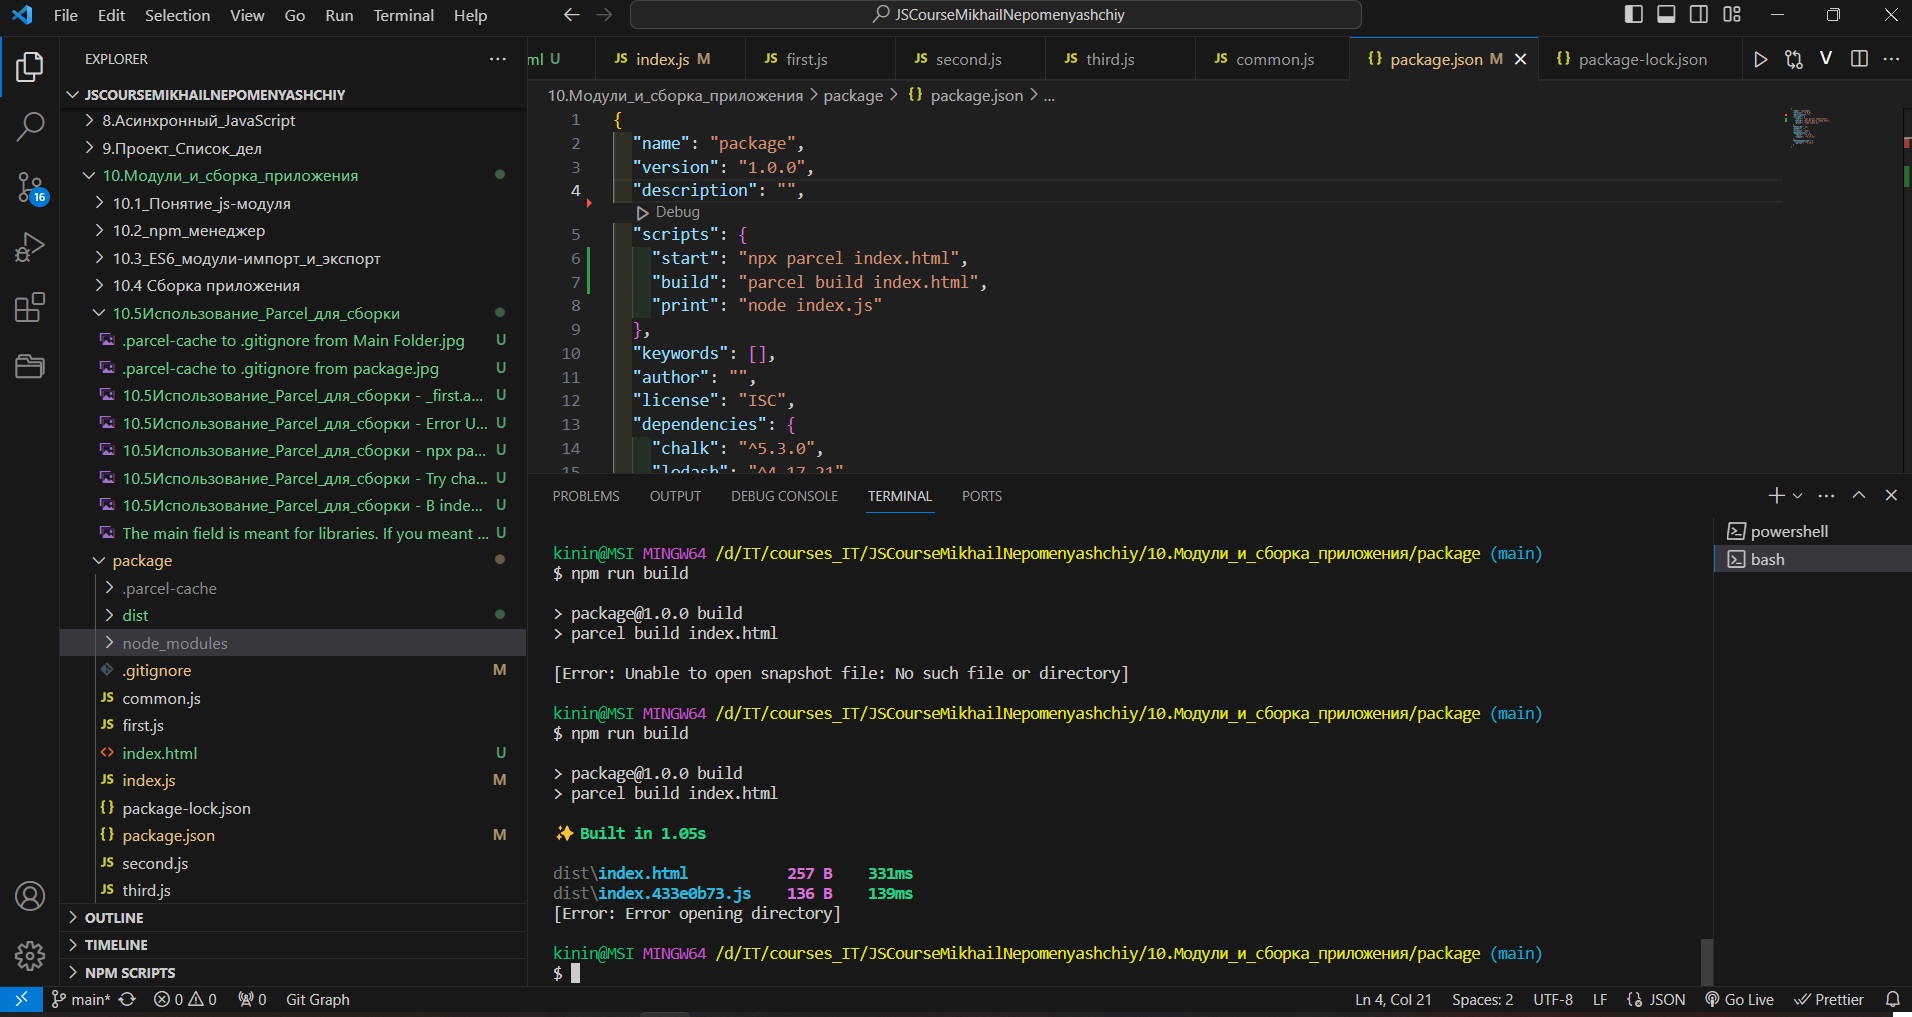 File Edit Selection View Go Run Terminal Help
JSCourseMikhailNepomenyashchiy
EXPLORER
JSCOURSEMIKHAILNEPOMENYASHCHIY
8.Асинхронный_JavaScript
9.Проект_Список_дел
10.Модули_и_сборка_приложения
10.1_Понятие_js-модуля
10.2_npm_менеджер
10.3_ES6_модули-импорт_и_экспорт
10.4 Сборка приложения
10.5Использование_Parcel_для_сборки
.parcel-cache to .gitignore from Main Folder.jpg U
.parcel-cache to .gitignore from package.jpg U
10.5Использование_Parcel_для_сборки - _first.a... U
10.5Использование_Parcel_для_сборки - Error U... U
10.5Использование_Parcel_для_сборки - npx pa... U
10.5Использование_Parcel_для_сборки - Try cha... U
10.5Использование_Parcel_для_сборки - В inde... U
The main field is meant for libraries. If you meant ... U
package
.parcel-cache
dist
node_modules
.gitignore M
JS common.js
JS first.js
<> index.html U
JS index.js M
{} package-lock.json
{} package.json M
JS second.js
JS third.js
OUTLINE
TIMELINE
NPM SCRIPTS
16
ml U
JS index.js M
JS first.js
JS second.js
JS third.js
JS common.js
{} package.json M
{} package-lock.json
V
10.Модули_и_сборка_приложения > package > {} package.json > ...
1 {
2 "name": "package",
3 "version": "1.0.0",
4 "description": "",
Debug
5 "scripts": {
6 "start": "npx parcel index.html",
7 "build": "parcel build index.html",
8 "print": "node index.js"
9 },
10 "keywords": [],
11 "author": "",
12 "license": "ISC",
13 "dependencies": {
14 "chalk": "^5.3.0",
15 "lodash": "^4.17.21"
PROBLEMS OUTPUT DEBUG CONSOLE TERMINAL PORTS
powershell
bash
kinin@MSI MINGW64 /d/IT/courses_IT/JSCourseMikhailNepomenyashchiy/10.Модули_и_сборка_приложения/package (main)
$ npm run build
> package@1.0.0 build
> parcel build index.html
[Error: Unable to open snapshot file: No such file or directory]
kinin@MSI MINGW64 /d/IT/courses_IT/JSCourseMikhailNepomenyashchiy/10.Модули_и_сборка_приложения/package (main)
$ npm run build
> package@1.0.0 build
> parcel build index.html
✨ Built in 1.05s
dist\index.html 257 B 331ms
dist\index.433e0b73.js 136 B 139ms
[Error: Error opening directory]
kinin@MSI MINGW64 /d/IT/courses_IT/JSCourseMikhailNepomenyashchiy/10.Модули_и_сборка_приложения/package (main)
$
main* 0 0 0 Git Graph
Ln 4, Col 21 Spaces: 2 UTF-8 LF {} JSON Go Live Prettier